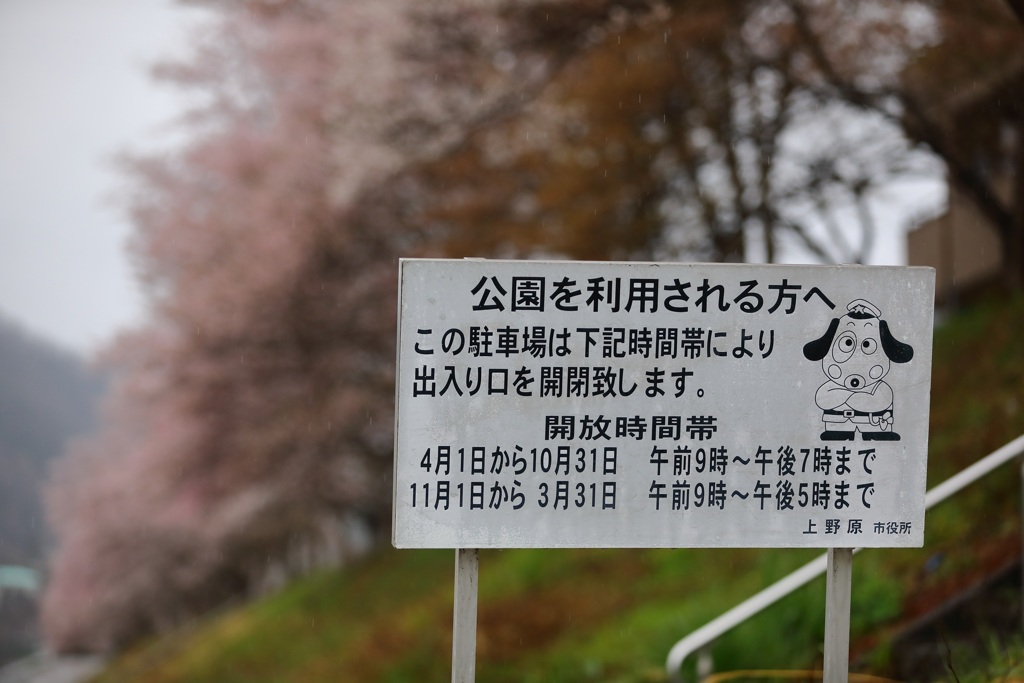 公園を利用される方へ
この駐車場は下記時間帯により
出入り口を開閉致します。
開放時間帯
4月1日から10月31日　午前9時～午後7時まで
11月1日から 3月31日　午前9時～午後5時まで
上野原 市役所